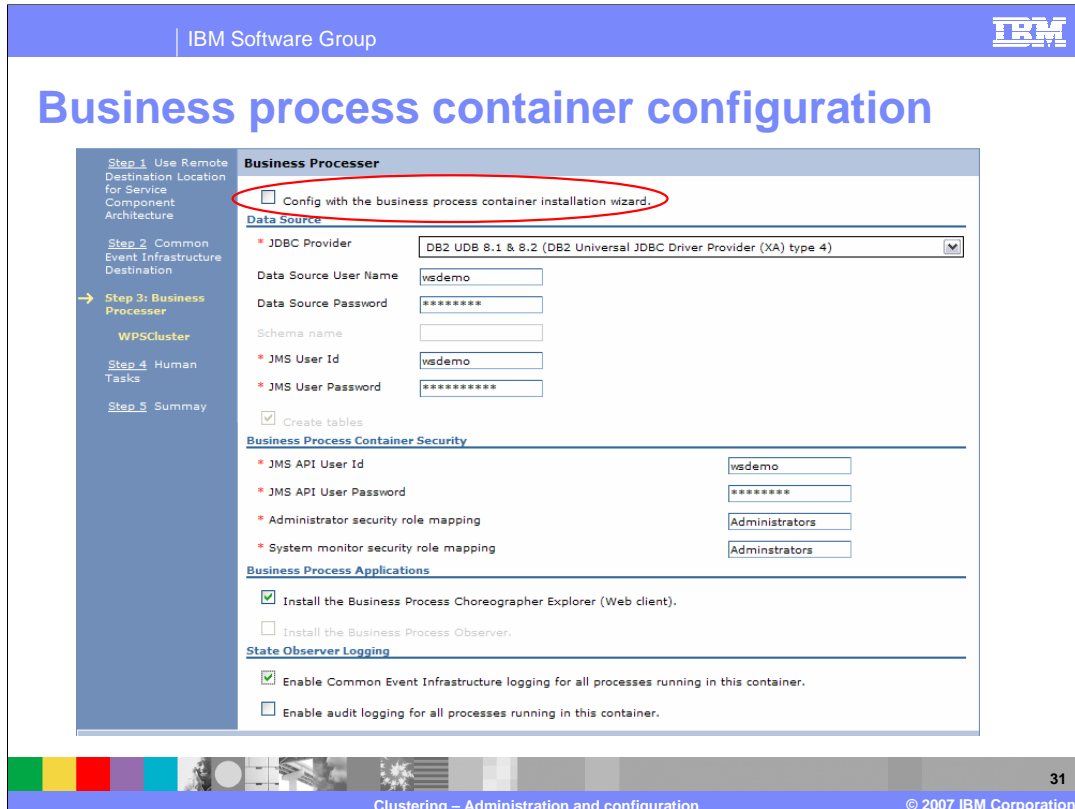 IBM Software Group
IBM
Business process container configuration
Step 1 Use Remote
Destination Location
for Service
Component
Architecture
Step 2 Common
Event Infrastructure
Destination
Step 3: Business
Processer
WPSCluster
Step 4 Human
Tasks
Step 5 Summay
Business Processer
Config with the business process container installation wizard.
Data Source
* JDBC Provider
DB2 UDB 8.1 & 8.2 (DB2 Universal JDBC Driver Provider (XA) type 4)
Data Source User Name
wsdemo
Data Source Password
********
Schema name
* JMS User Id
wsdemo
* JMS User Password
**********
Create tables
Business Process Container Security
* JMS API User Id
wsdemo
* JMS API User Password
********
* Administrator security role mapping
Administrators
* System monitor security role mapping
Adminstrators
Business Process Applications
Install the Business Process Choreographer Explorer (Web client).
Install the Business Process Observer.
State Observer Logging
Enable Common Event Infrastructure logging for all processes running in this container.
Enable audit logging for all processes running in this container.
31
Clustering – Administration and configuration
© 2007 IBM Corporation